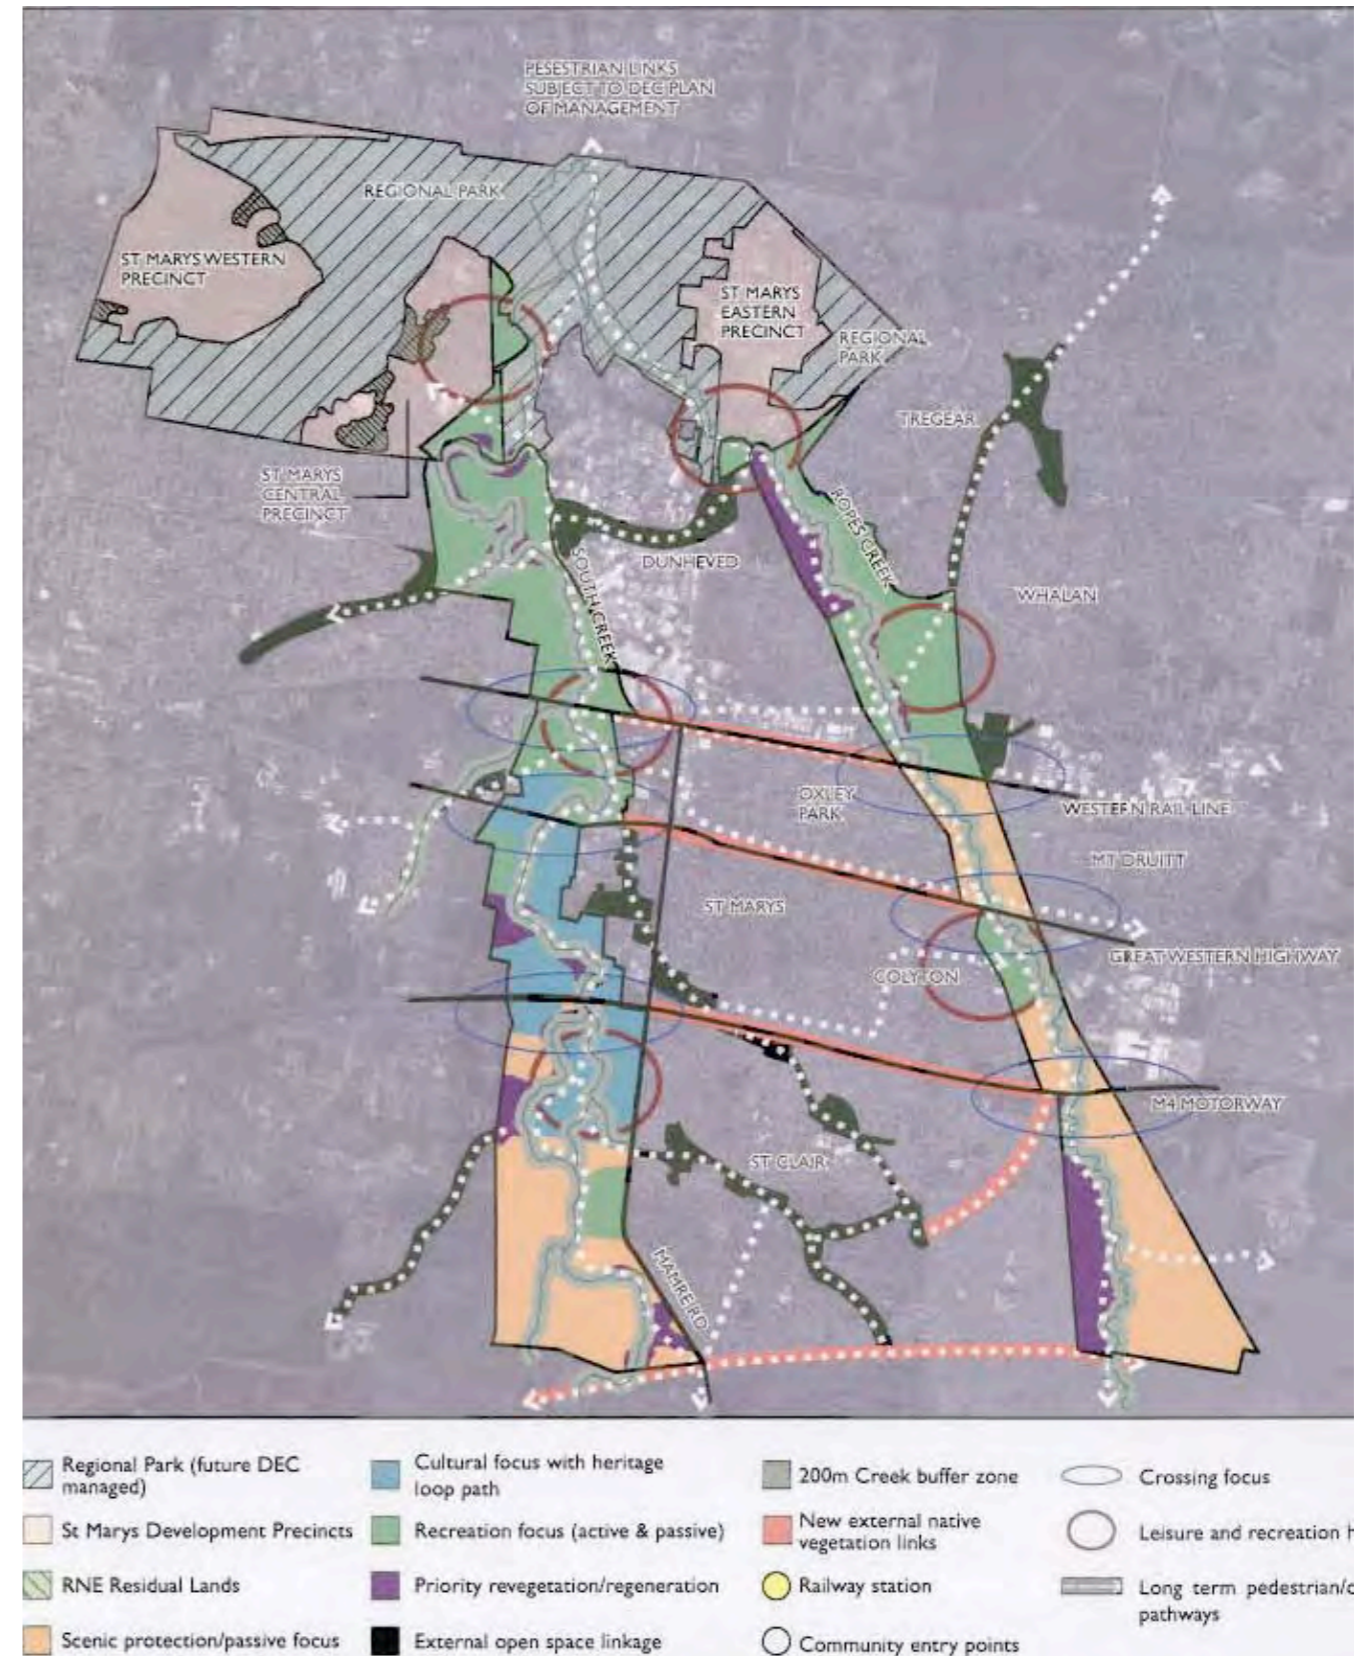 PESESTRIAN LINKS
SUBJECT TO DEC PLAN
OF MANAGEMENT
REGIONAL PARK
ST MARYS WESTERN
PRECINCT
ST MARYS
EASTERN
PRECINCT
REGIONAL
PARK
TREGEAR
ST MARYS
CENTRAL
PRECINCT
ROPES CREEK
DUNHEVED
SOUTH CREEK
WHALAN
OXLEY
PARK
WESTERN RAIL LINE
MT DRUITT
ST MARYS
GREAT WESTERN HIGHWAY
COLYTON
M4 MOTORWAY
ST CLAIR
MAMRE RD
Regional Park (future DEC
managed)
St Marys Development Precincts
RNE Residual Lands
Scenic protection/passive focus
Cultural focus with heritage
loop path
Recreation focus (active & passive)
Priority revegetation/regeneration
External open space linkage
200m Creek buffer zone
New external native
vegetation links
Railway station
Community entry points
Crossing focus
Leisure and recreation
Long term pedestrian/
pathways